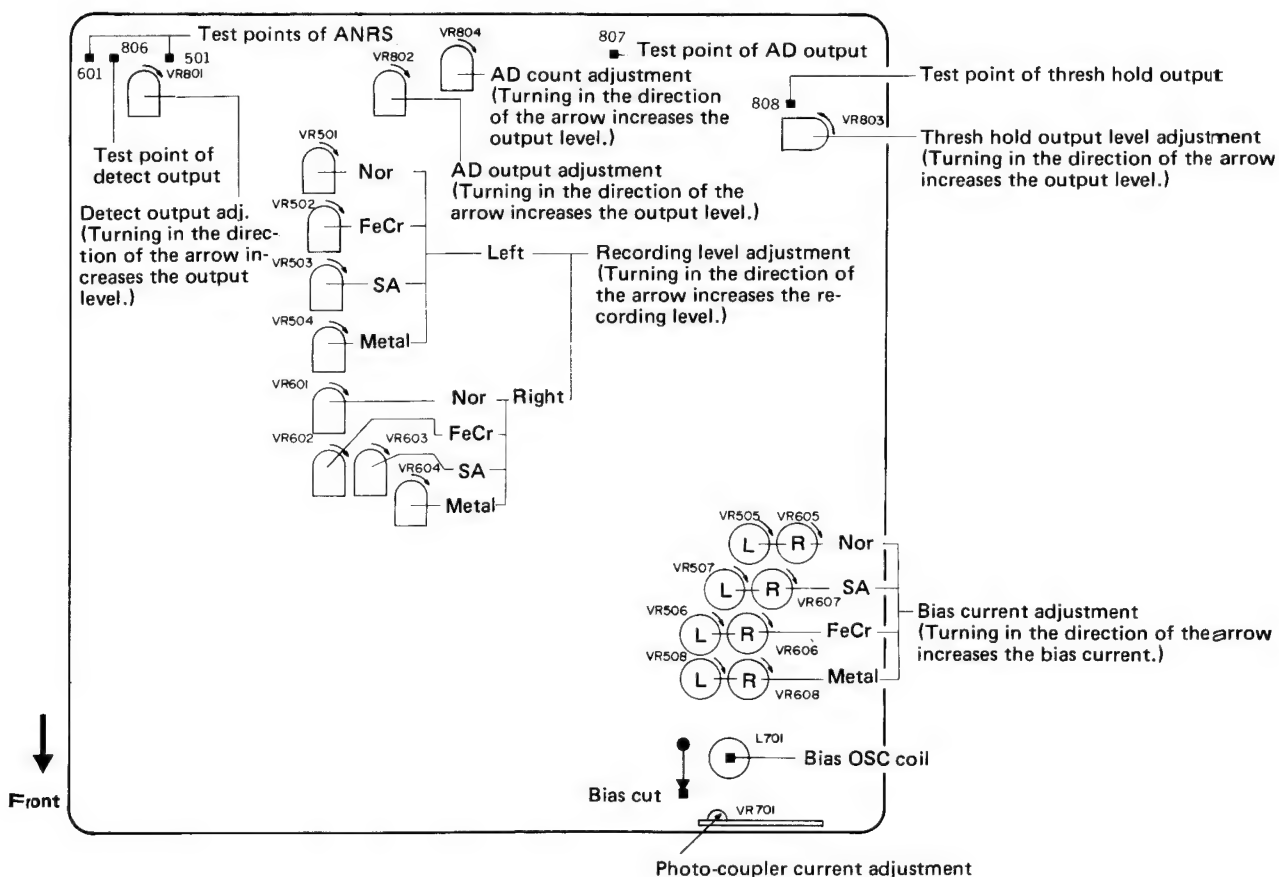 Test points of ANRS
601
806
501
VR801
Test point of
detect output
Detect output adj.
(Turning in the direc-
tion of the arrow in-
creases the output
level.)
VR802
VR804
AD count adjustment
(Turning in the direction
of the arrow increases the
output level.)
AD output adjustment
(Turning in the direction of the
arrow increases the output level.)
807
Test point of AD output
Test point of thresh hold output
808
VR803
Thresh hold output level adjustment
(Turning in the direction of the arrow
increases the output level.)
VR501
Nor
VR502
FeCr
VR503
SA
VR504
Metal
Left
Recording level adjustment
(Turning in the direction of
the arrow increases the re-
cording level.)
VR601
Nor
Right
VR602
FeCr
VR603
SA
VR604
Metal
VR505
VR605
L
R
Nor
VR507
L
R
SA
VR607
VR506
L
R
FeCr
VR606
VR508
L
R
Metal
VR608
Bias current adjustment
(Turning in the direction of the arrow
increases the bias current.)
L701
Bias OSC coil
Bias cut
VR701
Front
Photo-coupler current adjustment